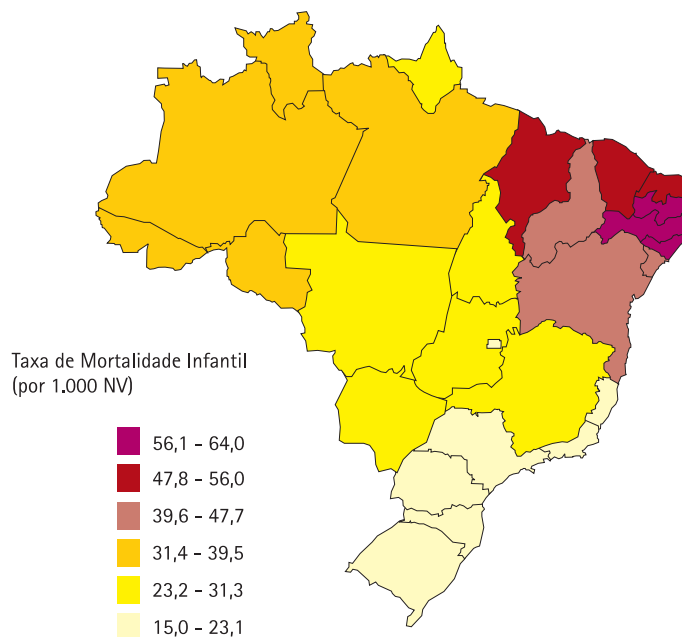 Taxa de Mortalidade Infantil
(por 1.000 NV)
56,1 – 64,0
47,8 – 56,0
39,6 – 47,7
31,4 – 39,5
23,2 – 31,3
15,0 – 23,1